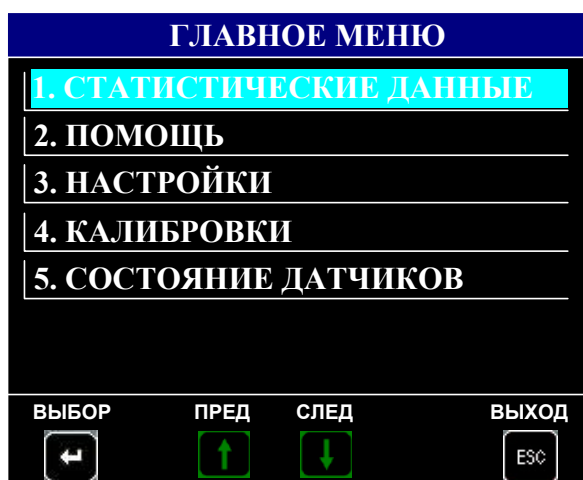 ГЛАВНОЕ МЕНЮ
1. СТАТИСТИЧЕСКИЕ ДАННЫЕ
2. ПОМОЩЬ
3. НАСТРОЙКИ
4. КАЛИБРОВКИ
5. СОСТОЯНИЕ ДАТЧИКОВ
ВЫБОР ПРЕД СЛЕД ВЫХОД
ESC